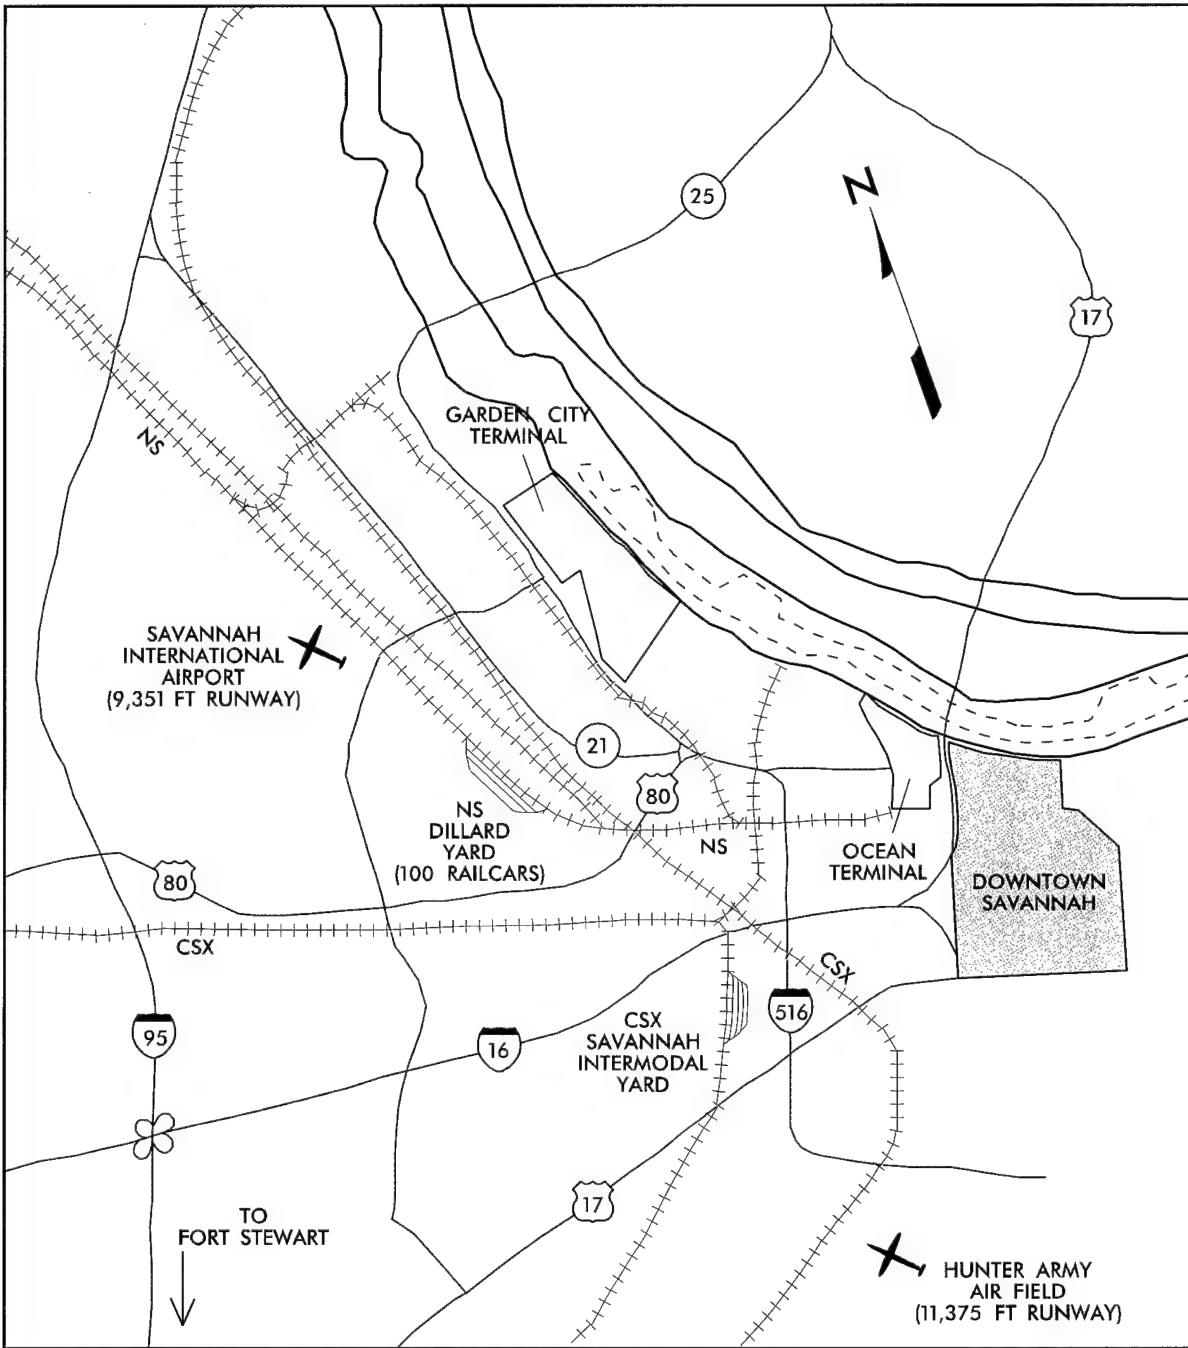 N
25
17
GARDEN CITY
TERMINAL
NS
SAVANNAH
INTERNATIONAL
AIRPORT
(9,351 FT RUNWAY)
21
80
NS
DILLARD
YARD
(100 RAILCARS)
NS
OCEAN
TERMINAL
80
DOWNTOWN
SAVANNAH
CSX
CSX
95
16
CSX
SAVANNAH
INTERMODAL
YARD
516
17
TO
FORT STEWART
HUNTER ARMY
AIR FIELD
(11,375 FT RUNWAY)